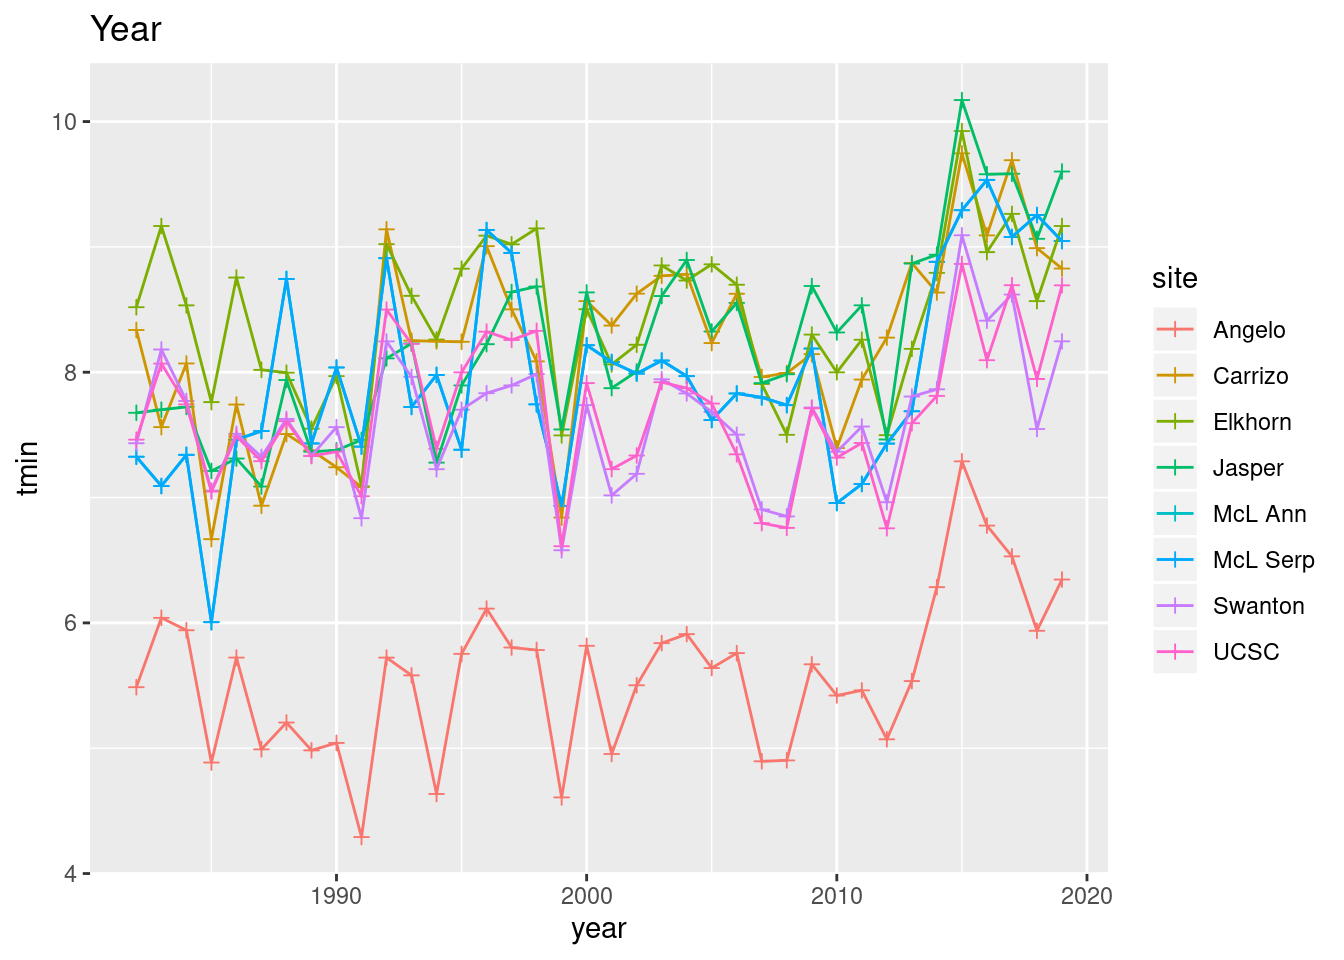 Year
10
8
6
4
tmin
1990 2000 2010 2020
year
site
Angelo
Carrizo
Elkhorn
Jasper
McL Ann
McL Serp
Swanton
UCSC